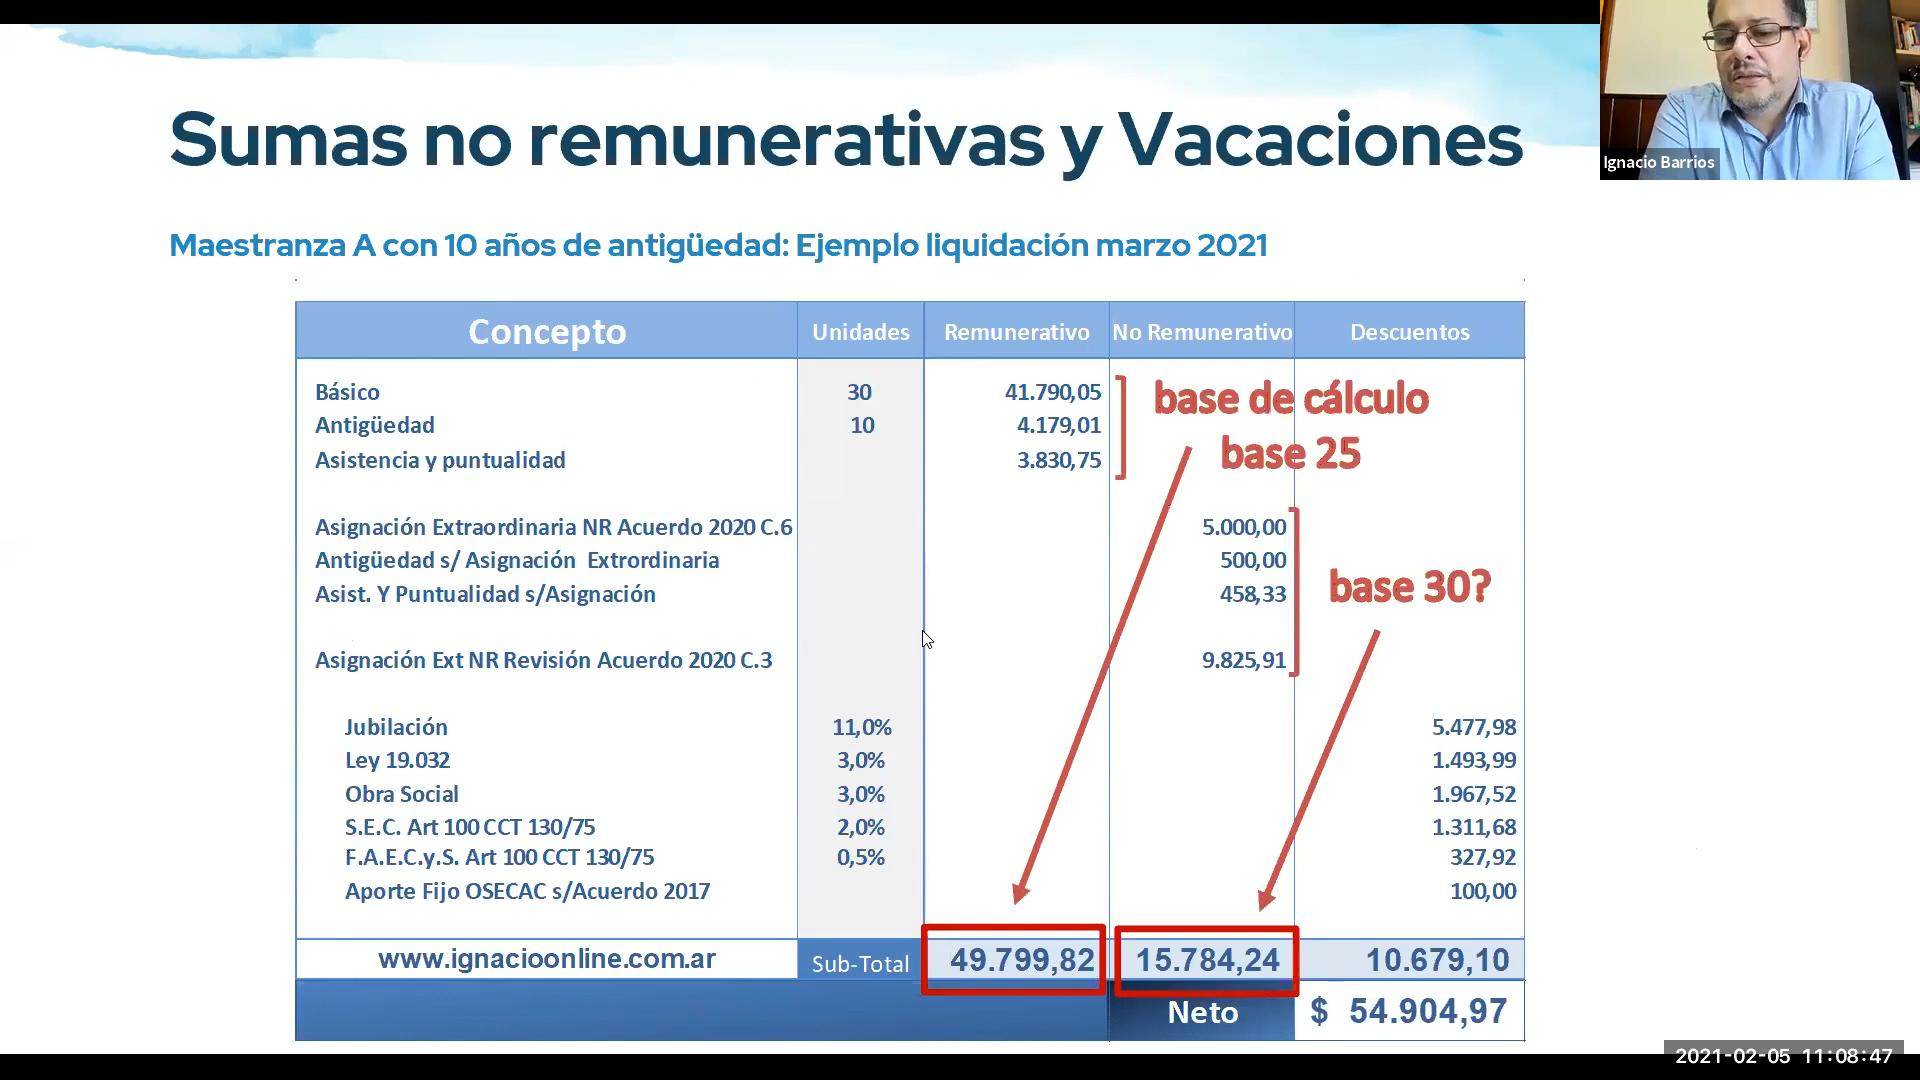 Sumas no remunerativas y Vacaciones
Ignacio Barrios
Maestranza A con 10 años de antigüedad: Ejemplo liquidación marzo 2021
Concepto Unidades Remunerativo No Remunerativo Descuentos
Básico 30 41.790,05
Antigüedad 10 4.179,01
Asistencia y puntualidad 3.830,75
base de cálculo
base 25
Asignación Extraordinaria NR Acuerdo 2020 C.6 5.000,00
Antigüedad s/ Asignación Extrordinaria 500,00
Asist. Y Puntualidad s/Asignación 458,33
base 30?
Asignación Ext NR Revisión Acuerdo 2020 C.3 9.825,91
Jubilación 11,0% 5.477,98
Ley 19.032 3,0% 1.493,99
Obra Social 3,0% 1.967,52
S.E.C. Art 100 CCT 130/75 2,0% 1.311,68
F.A.E.C.y.S. Art 100 CCT 130/75 0,5% 327,92
Aporte Fijo OSECAC s/Acuerdo 2017 100,00
www.ignacioonline.com.ar Sub-Total 49.799,82 15.784,24 10.679,10
Neto $ 54.904,97
2021-02-05 11:08:47